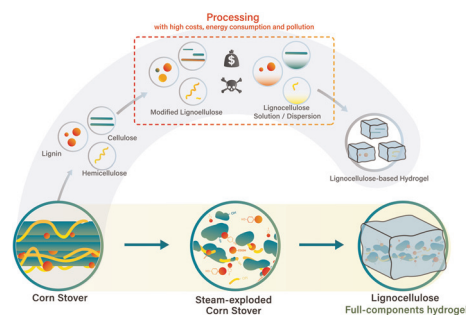 Processing
with high costs, energy consumption and pollution
Modified Lignocellulose
Lignocellulose
Solution / Dispersion
Lignin
Cellulose
Hemicellulose
Lignocellulose-based Hydrogel
Corn Stover
Steam-exploded
Corn Stover
Lignocellulose
Full-components hydrogel